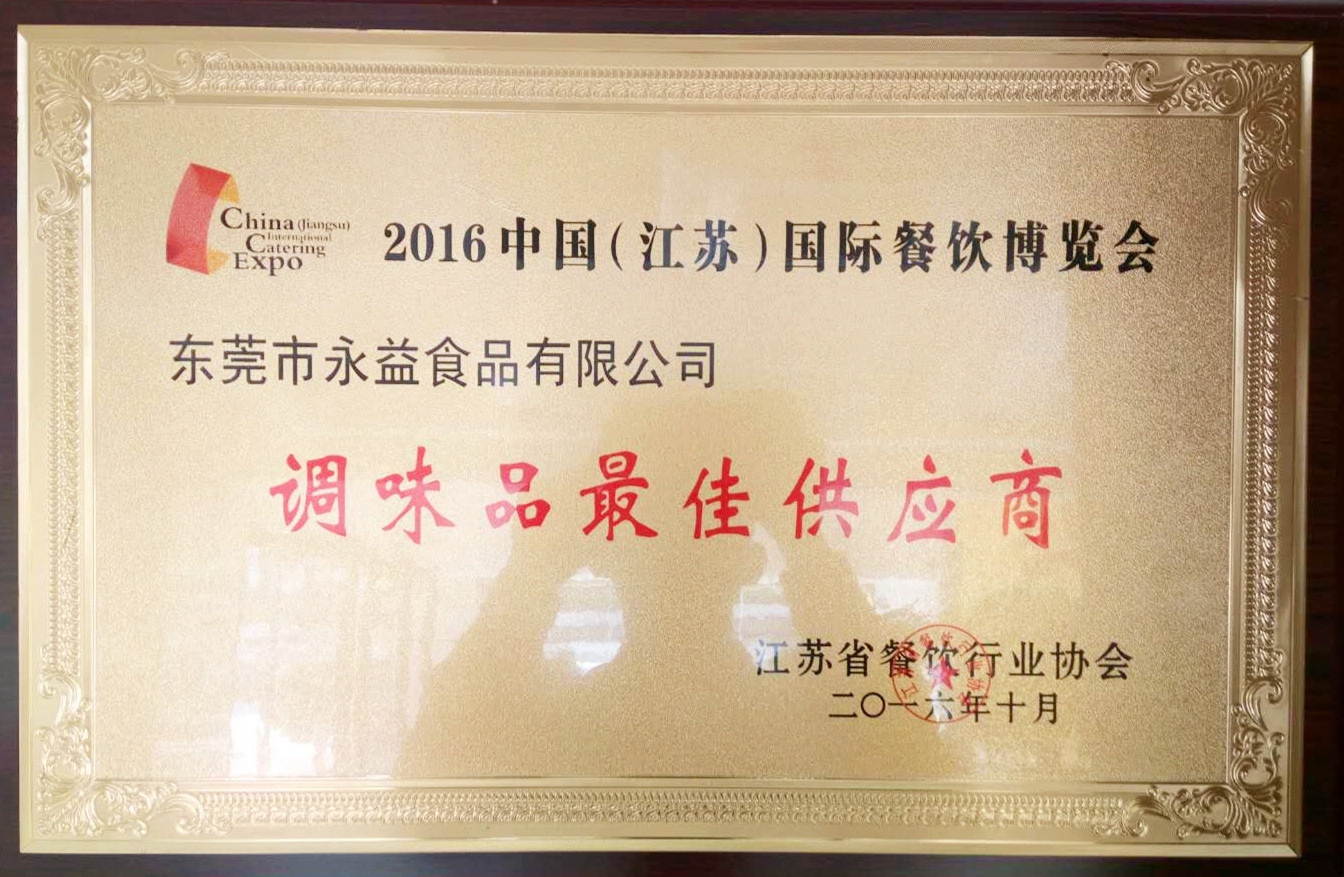 China (Jiangsu)
International
Catering
Expo
2016中国(江苏)国际餐饮博览会
东莞市永益食品有限公司
调味品最佳供应商
江苏省餐饮行业协会
二〇一六年十月